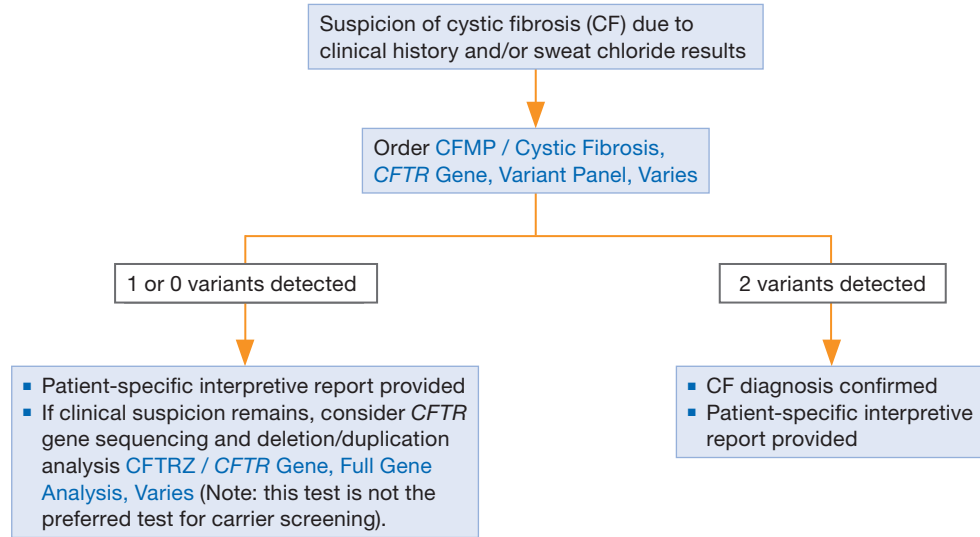 Suspicion of cystic fibrosis (CF) due to
clinical history and/or sweat chloride results
Order CFMP / Cystic Fibrosis,
CFTR Gene, Variant Panel, Varies
1 or 0 variants detected
2 variants detected
▪ Patient-specific interpretive report provided
▪ If clinical suspicion remains, consider CFTR
gene sequencing and deletion/duplication
analysis CFTRZ / CFTR Gene, Full Gene
Analysis, Varies (Note: this test is not the
preferred test for carrier screening).
▪ CF diagnosis confirmed
▪ Patient-specific interpretive
report provided